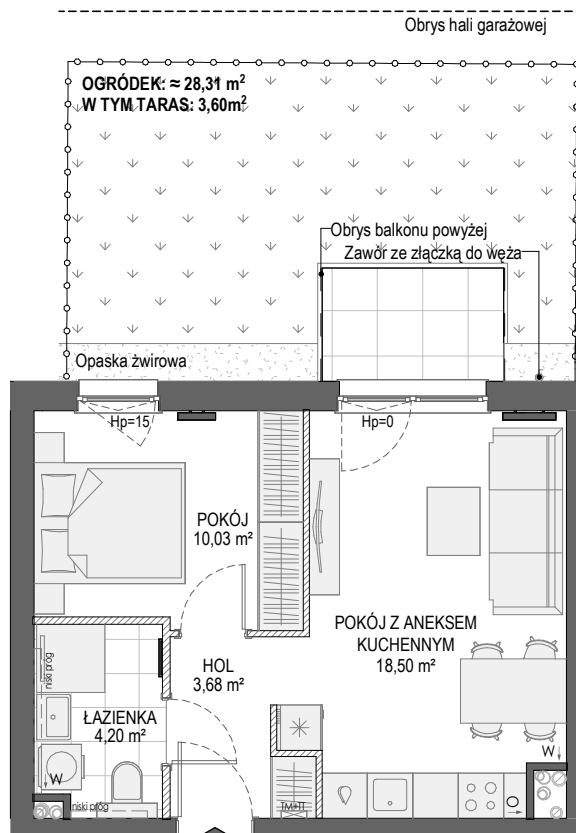 Obrys hali garażowej
OGRÓDEK: ≈ 28,31 m²
W TYM TARAS: 3,60m²
Obrys balkonu powyżej
Zawór ze złączką do węża
Opaska żwirowa
Hp=15
Hp=0
POKÓJ
10,03 m²
POKÓJ Z ANEKSEM
KUCHENNYM
18,50 m²
HOL
3,68 m²
niski próg
ŁAZIENKA
4,20 m²
W
W
niski próg
TM+TT
O